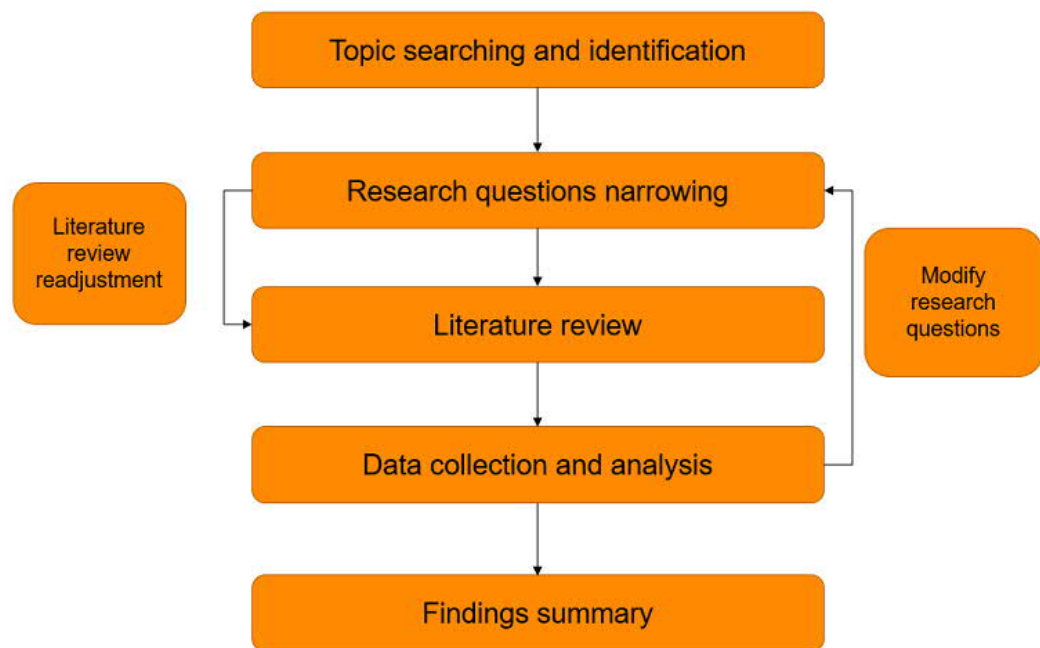 Topic searching and identification
Research questions narrowing
Literature
review
readjustment
Literature review
Modify
research
questions
Data collection and analysis
Findings summary